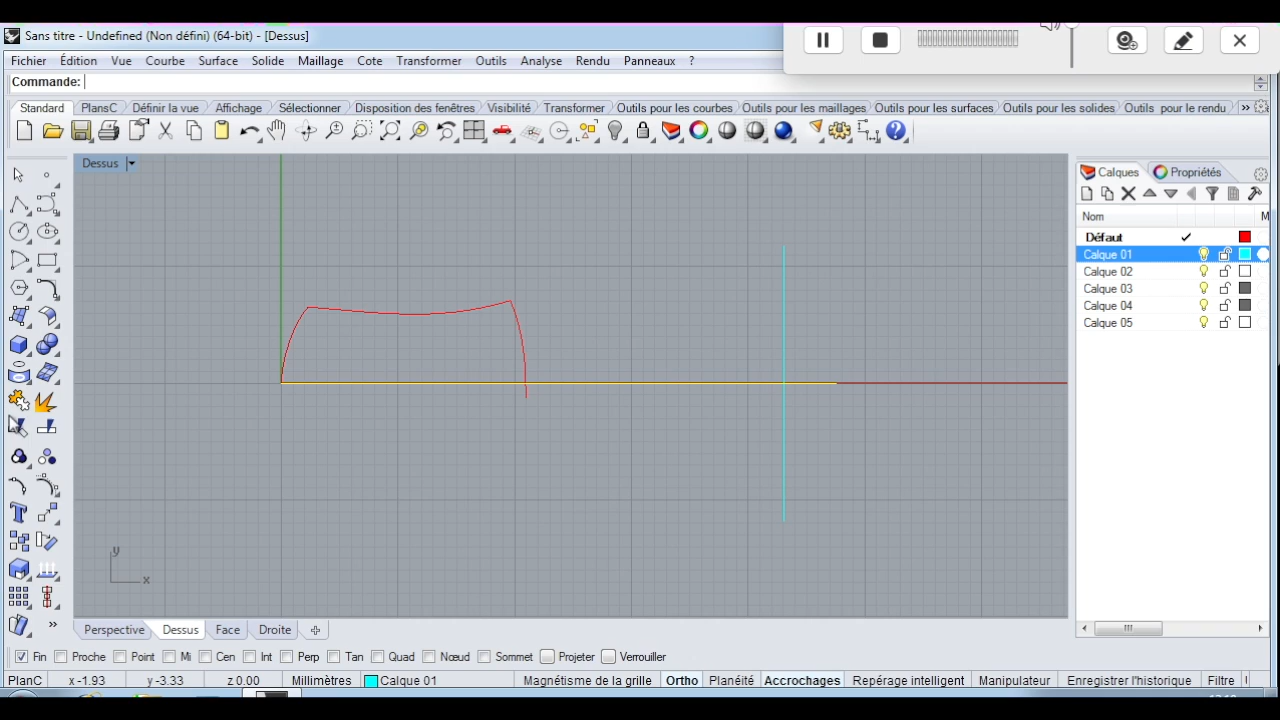 Sans titre - Undefined (Non défini) (64-bit) - [Dessus]
Fichier Édition Vue Courbe Surface Solide Maillage Cote Transformer Outils Analyse Rendu Panneaux ?
Commande:
Standard PlansC Définir la vue Affichage Sélectionner Disposition des fenêtres Visibilité Transformer Outils pour les courbes Outils pour les maillages Outils pour les surfaces Outils pour les solides Outils pour le rendu »
Dessus
Calques Propriétés
Nom M
Défaut
Calque 01
Calque 02
Calque 03
Calque 04
Calque 05
y
x
Perspective Dessus Face Droite
Fin Proche Point Mi Cen Int Perp Tan Quad Nœud Sommet Projeter Verrouiller
PlanC x -1.93 y -3.33 z 0.00 Millimètres Calque 01 Magnétisme de la grille Ortho Planéité Accrochages Repérage intelligent Manipulateur Enregistrer l'historique Filtre